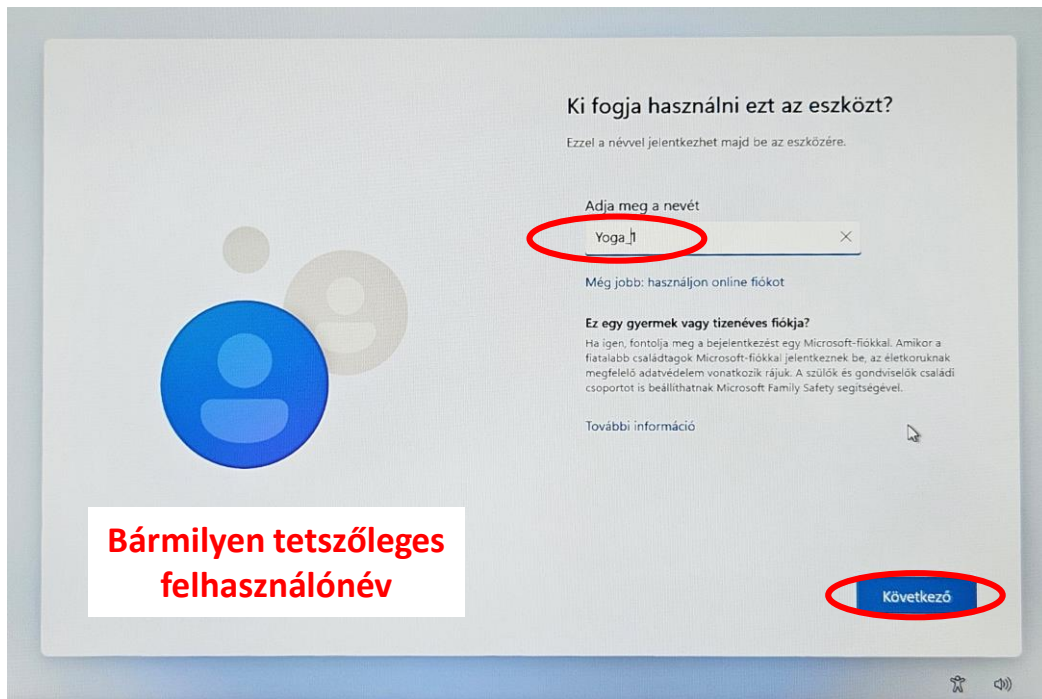 Ki fogja használni ezt az eszközt?
Ezzel a névvel jelentkezhet majd be az eszközére.
Adja meg a nevét
Yoga_1
Még jobb: használjon online fiókot
Ez egy gyermek vagy tizenéves fiókja?
Ha igen, fontolja meg a bejelentkezést egy Microsoft-fiókkal. Amikor a
fiatalabb családtagok Microsoft-fiókkal jelentkeznek be, az életkoruknak
megfelelő adatvédelem vonatkozik rájuk. A szülők és gondviselők családi
csoportot is beállíthatnak Microsoft Family Safety segítségével.
További információ
Bármilyen tetszőleges
felhasználónév
Következő